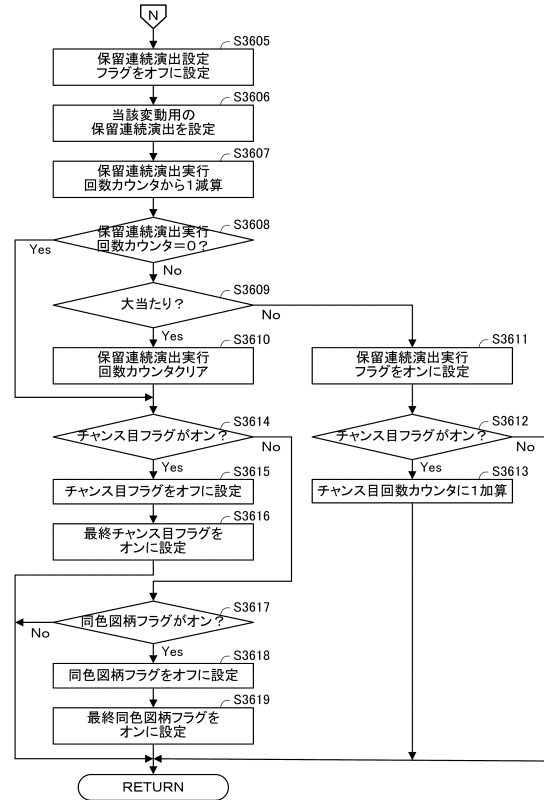 N
S3605
保留連続演出設定
フラグをオフに設定
S3606
当該変動用の
保留連続演出を設定
S3607
保留連続演出実行
回数カウンタから1減算
S3608
保留連続演出実行
回数カウンタ=0?
Yes
No
S3609
大当たり?
No
Yes
S3610
保留連続演出実行
回数カウンタクリア
S3611
保留連続演出実行
フラグをオンに設定
S3614
チャンス目フラグがオン?
No
Yes
S3612
チャンス目フラグがオン?
No
Yes
S3615
チャンス目フラグをオフに設定
S3613
チャンス目回数カウンタに1加算
S3616
最終チャンス目フラグを
オンに設定
S3617
同色図柄フラグがオン?
No
Yes
S3618
同色図柄フラグをオフに設定
S3619
最終同色図柄フラグを
オンに設定
RETURN